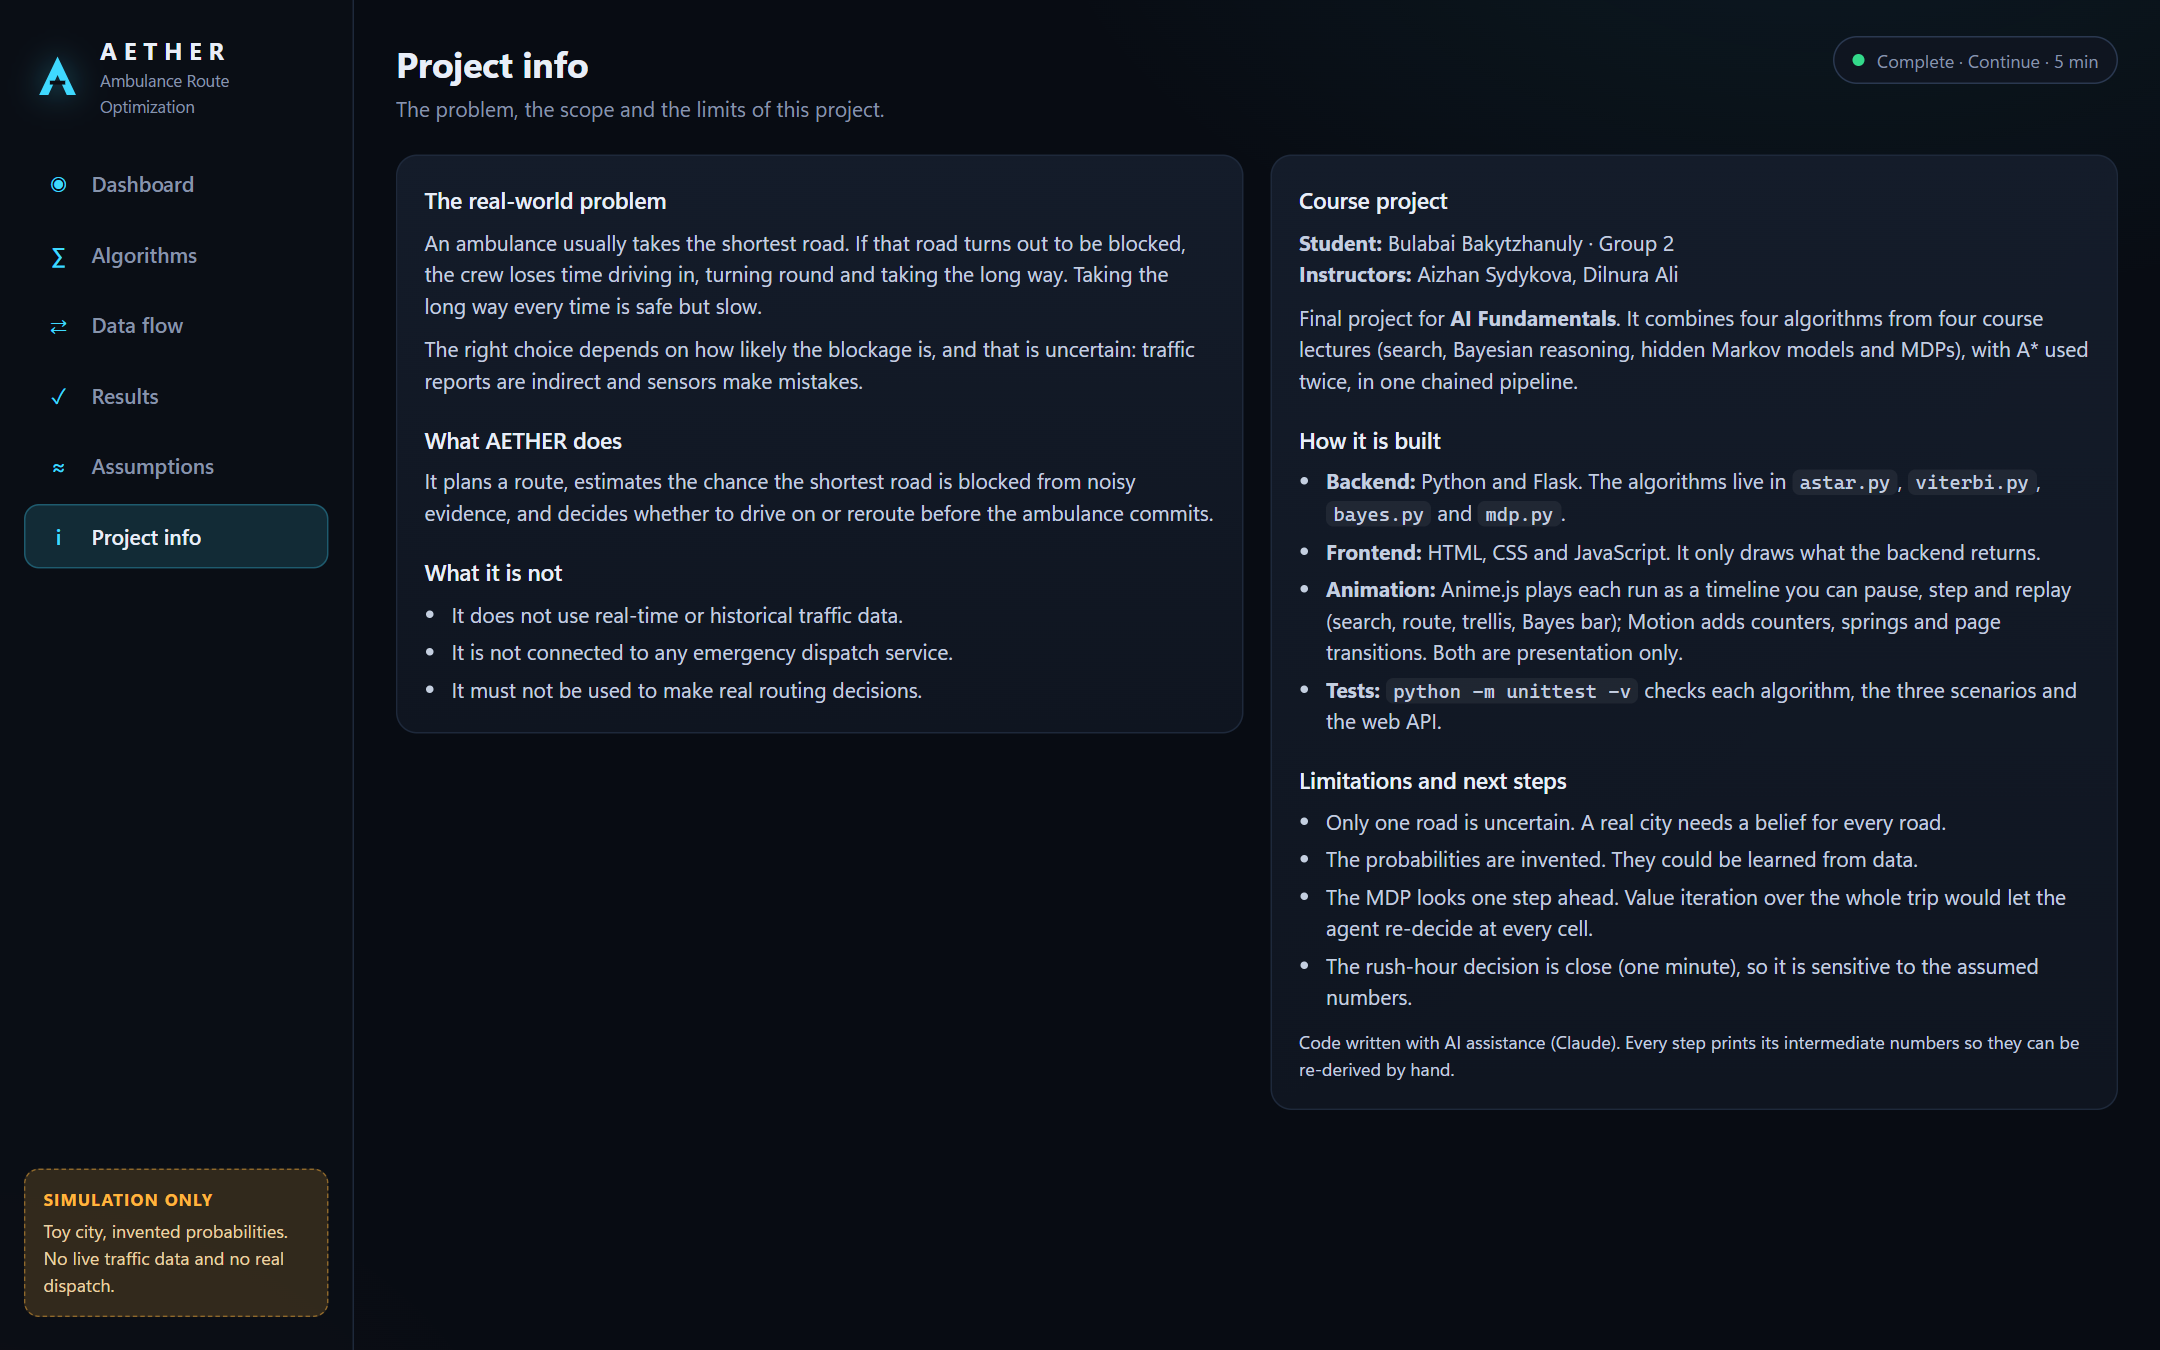 AETHER
Ambulance Route
Optimization
Dashboard
∑ Algorithms
⇄ Data flow
✓ Results
≈ Assumptions
i Project info
SIMULATION ONLY
Toy city, invented probabilities.
No live traffic data and no real
dispatch.
Project info
The problem, the scope and the limits of this project.
Complete · Continue · 5 min
The real-world problem
An ambulance usually takes the shortest road. If that road turns out to be blocked,
the crew loses time driving in, turning round and taking the long way. Taking the
long way every time is safe but slow.
The right choice depends on how likely the blockage is, and that is uncertain: traffic
reports are indirect and sensors make mistakes.
What AETHER does
It plans a route, estimates the chance the shortest road is blocked from noisy
evidence, and decides whether to drive on or reroute before the ambulance commits.
What it is not
• It does not use real-time or historical traffic data.
• It is not connected to any emergency dispatch service.
• It must not be used to make real routing decisions.
Course project
Student: Bulabai Bakytzhanuly · Group 2
Instructors: Aizhan Sydykova, Dilnura Ali
Final project for AI Fundamentals. It combines four algorithms from four course
lectures (search, Bayesian reasoning, hidden Markov models and MDPs), with A* used
twice, in one chained pipeline.
How it is built
• Backend: Python and Flask. The algorithms live in astar.py, viterbi.py,
bayes.py and mdp.py.
• Frontend: HTML, CSS and JavaScript. It only draws what the backend returns.
• Animation: Anime.js plays each run as a timeline you can pause, step and replay
(search, route, trellis, Bayes bar); Motion adds counters, springs and page
transitions. Both are presentation only.
• Tests: python -m unittest -v checks each algorithm, the three scenarios and
the web API.
Limitations and next steps
• Only one road is uncertain. A real city needs a belief for every road.
• The probabilities are invented. They could be learned from data.
• The MDP looks one step ahead. Value iteration over the whole trip would let the
agent re-decide at every cell.
• The rush-hour decision is close (one minute), so it is sensitive to the assumed
numbers.
Code written with AI assistance (Claude). Every step prints its intermediate numbers so they can be
re-derived by hand.